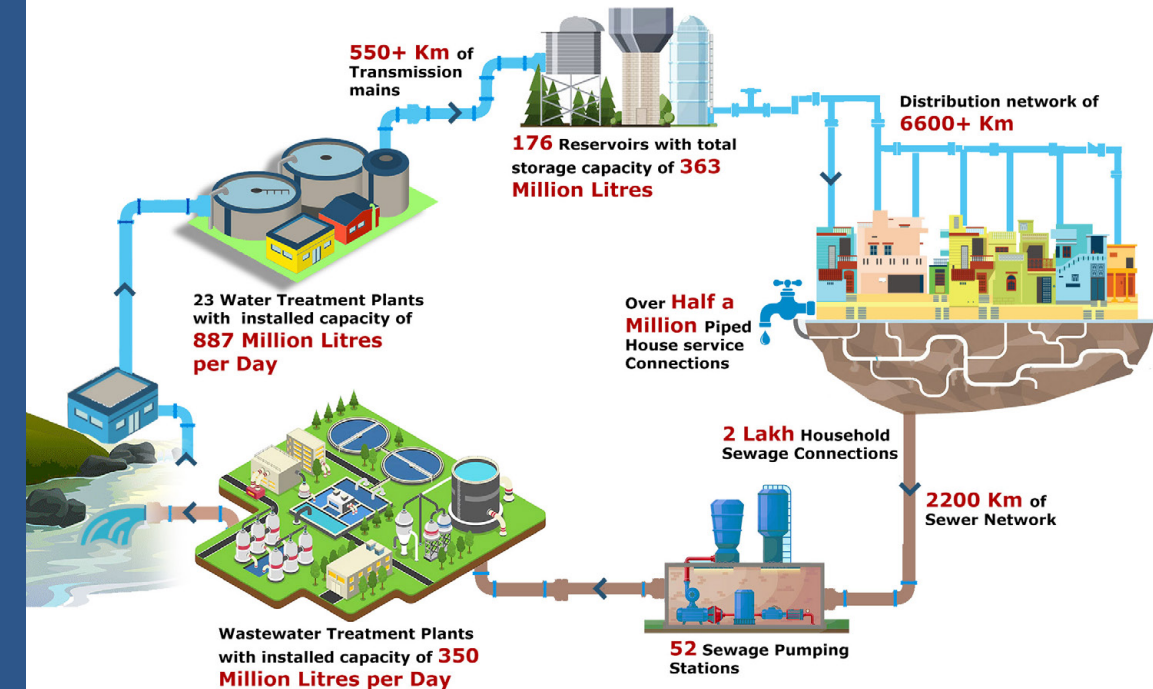 550+ Km of
Transmission
mains
176 Reservoirs with total
storage capacity of 363
Million Litres
Distribution network of
6600+ Km
23 Water Treatment Plants
with installed capacity of
887 Million Litres
per Day
Over Half a
Million Piped
House service
Connections
2 Lakh Household
Sewage Connections
2200 Km of
Sewer Network
52 Sewage Pumping
Stations
Wastewater Treatment Plants
with installed capacity of 350
Million Litres per Day